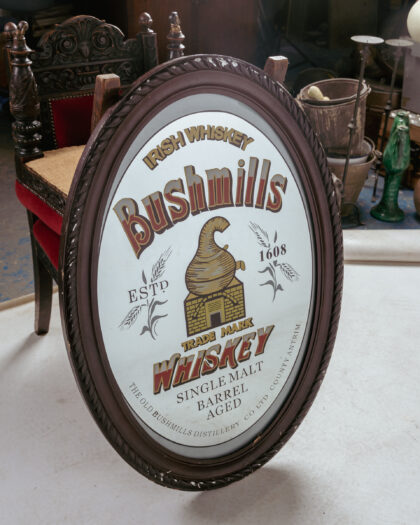 IRISH WHISKEY
Bushmills
ESTD 1608
TRADE MARK
WHISKEY
SINGLE MALT
BARREL
AGED
THE OLD BUSHMILLS DISTILLERY CO LTD. COUNTY ANTRIM